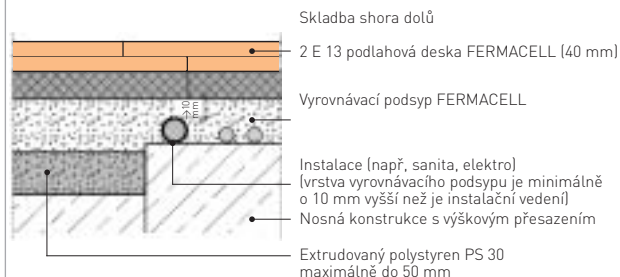 Skladba shora dolů
2 E 13 podlahová deska FERMACELL (40 mm)
Vyrovnávací podsyp FERMACELL
≥10
mm
Instalace (např, sanita, elektro)
(vrstva vyrovnávacího podsypu je minimálně
o 10 mm vyšší než je instalační vedení)
Nosná konstrukce s výškovým přesazením
Extrudovaný polystyren PS 30
maximálně do 50 mm